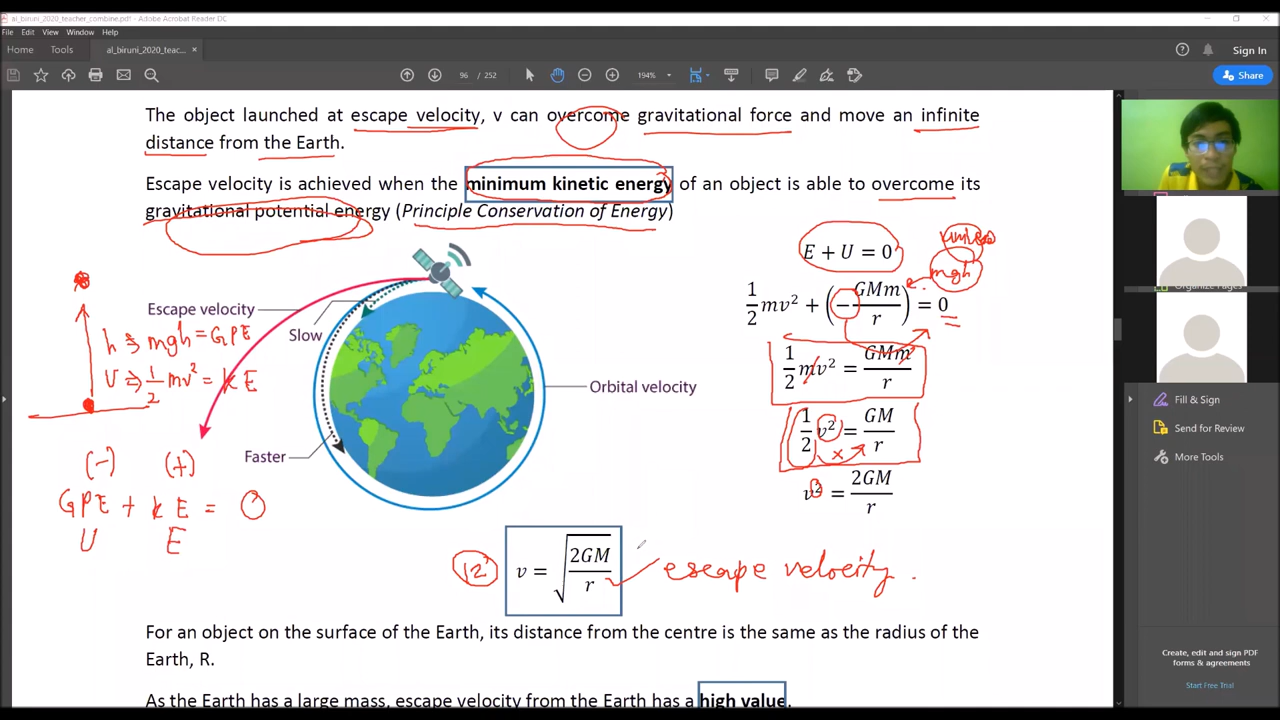 al_biruni_2020_teacher_combine.pdf - Adobe Acrobat Reader DC
File Edit View Window Help
Home Tools al_biruni_2020_teac... × Sign In
96 / 252 194% Share
The object launched at escape velocity, v can overcome gravitational force and move an infinite
distance from the Earth.
Escape velocity is achieved when the minimum kinetic energy of an object is able to overcome its
gravitational potential energy (Principle Conservation of Energy)
E + U = 0
mgh
1/2 mv² + (− GMm/r) = 0
1/2 mv² = GMm/r
1/2 v² = GM/r
v² = 2GM/r
Escape velocity
Slow
Orbital velocity
Faster
h ⇒ mgh = GPE
v ⇒ 1/2 mv² = KE
(-) (+)
GPE + KE = 0
U E
12 v = √(2GM/r) escape velocity.
For an object on the surface of the Earth, its distance from the centre is the same as the radius of the
Earth, R.
As the Earth has a large mass, escape velocity from the Earth has a high value.
Organize Pages
Fill & Sign
Send for Review
More Tools
Create, edit and sign PDF
forms & agreements
Start Free Trial